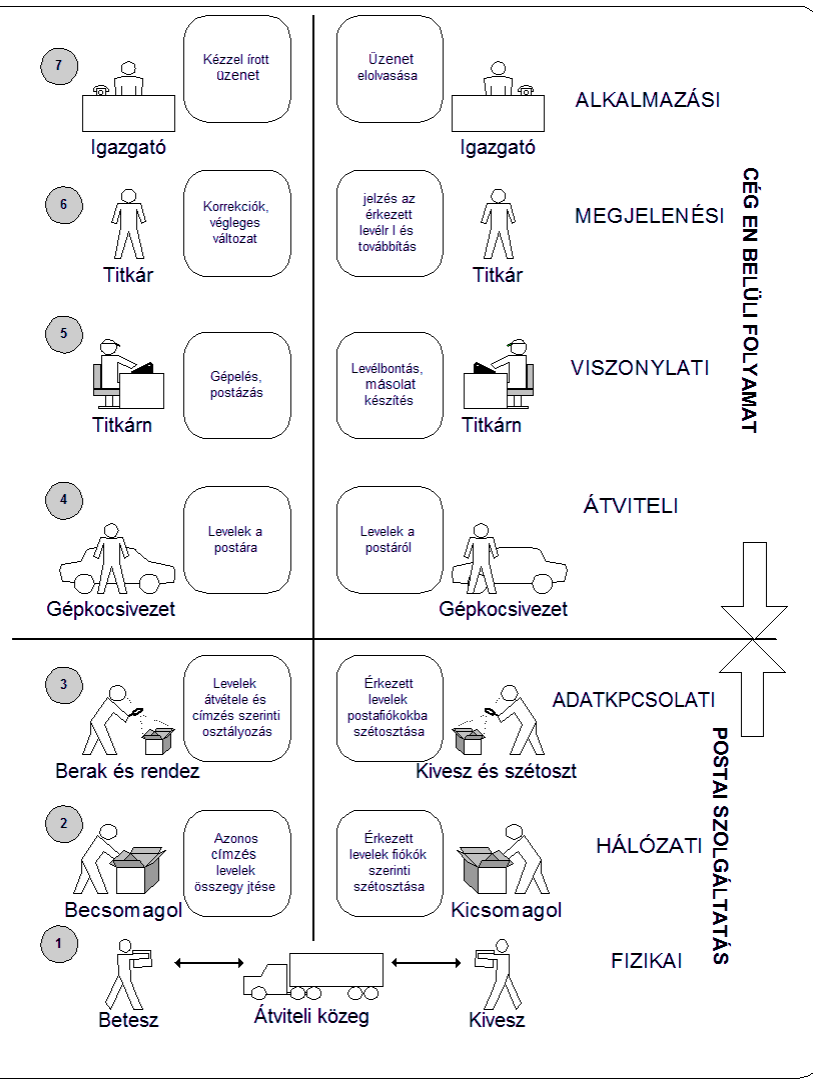 7
Kézzel írott
üzenet
Üzenet
elolvasása
Igazgató
Igazgató
ALKALMAZÁSI
6
Korrekciók,
végleges
változat
jelzés az
érkezett
levélr l és
továbbítás
Titkár
Titkár
MEGJELENÉSI
5
Gépelés,
postázás
Levélbontás,
másolat
készítés
Titkárn
Titkárn
VISZONYLATI
CÉG EN BELÜLI FOLYAMAT
4
Levelek a
postára
Levelek a
postáról
Gépkocsivezet
Gépkocsivezet
ÁTVITELI
3
Levelek
átvétele és
címzés szerinti
osztályozás
Érkezett
levelek
postafiókokba
szétosztása
Berak és rendez
Kivesz és szétoszt
ADATKPCSOLATI
2
Azonos
címzés
levelek
összegy jtése
Érkezett
levelek fiókók
szerinti
szétosztása
Becsomagol
Kicsomagol
HÁLÓZATI
POSTAI SZOLGÁLTATÁS
1
Betesz
Átviteli közeg
Kivesz
FIZIKAI